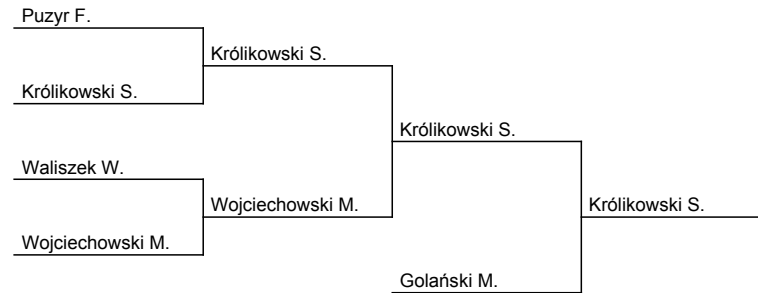 Puzyr F.
Królikowski S.
Królikowski S.
Królikowski S.
Waliszek W.
Wojciechowski M.
Królikowski S.
Wojciechowski M.
Golański M.